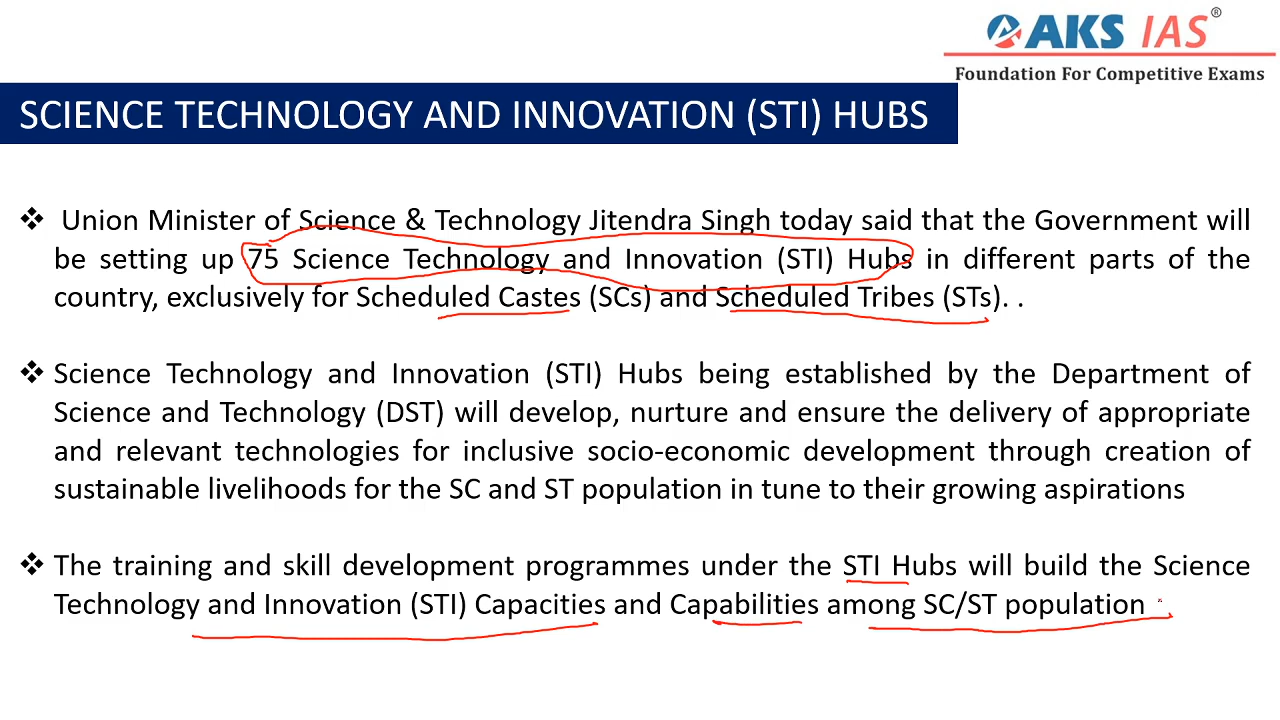 AKS IAS®
Foundation For Competitive Exams
SCIENCE TECHNOLOGY AND INNOVATION (STI) HUBS
❖ Union Minister of Science & Technology Jitendra Singh today said that the Government will
be setting up 75 Science Technology and Innovation (STI) Hubs in different parts of the
country, exclusively for Scheduled Castes (SCs) and Scheduled Tribes (STs). .
❖ Science Technology and Innovation (STI) Hubs being established by the Department of
Science and Technology (DST) will develop, nurture and ensure the delivery of appropriate
and relevant technologies for inclusive socio-economic development through creation of
sustainable livelihoods for the SC and ST population in tune to their growing aspirations
❖ The training and skill development programmes under the STI Hubs will build the Science
Technology and Innovation (STI) Capacities and Capabilities among SC/ST population